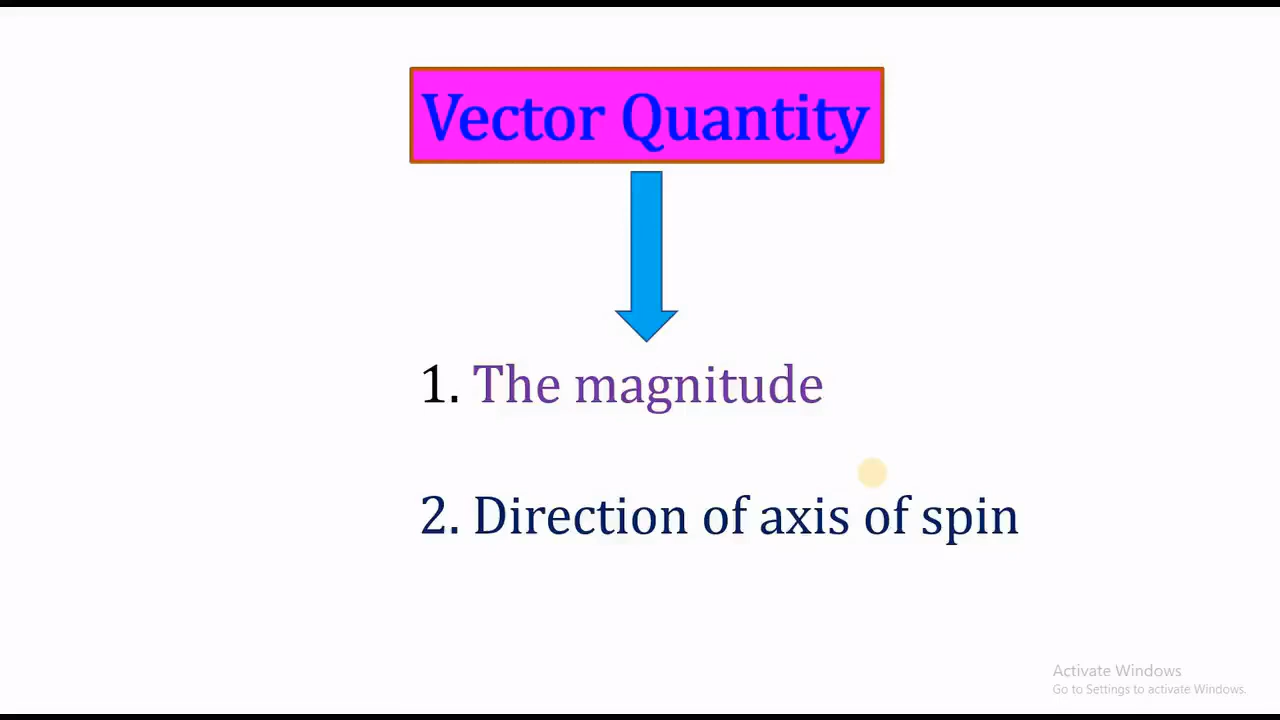 Vector Quantity
1. The magnitude
2. Direction of axis of spin
Activate Windows
Go to Settings to activate Windows.